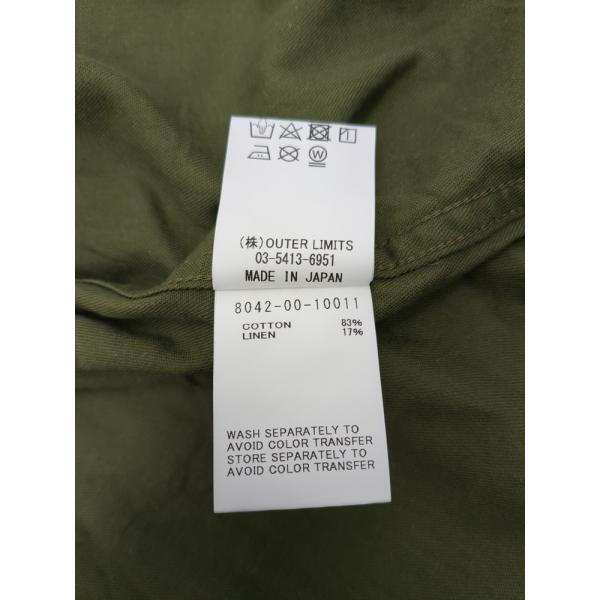 (株)OUTER LIMITS
03-5413-6951
MADE IN JAPAN
8042-00-10011
COTTON 83%
LINEN 17%
WASH SEPARATELY TO
AVOID COLOR TRANSFER
STORE SEPARATELY TO
AVOID COLOR TRANSFER